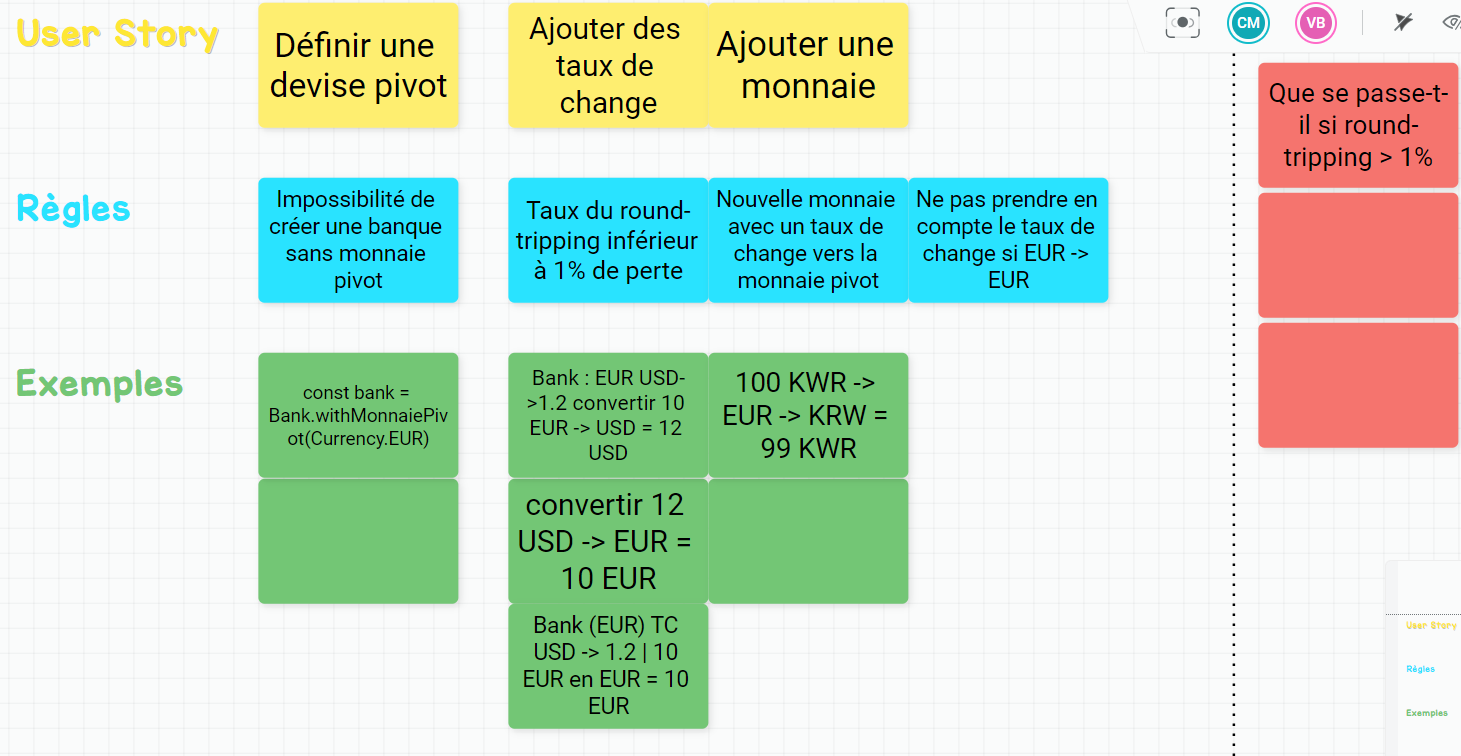 User Story
Définir une
devise pivot
Ajouter des
taux de
change
Ajouter une
monnaie
CM
VB
Que se passe-t-
il si round-
tripping > 1%
Règles
Impossibilité de
créer une banque
sans monnaie
pivot
Taux du round-
tripping inférieur
à 1% de perte
Nouvelle monnaie
avec un taux de
change vers la
monnaie pivot
Ne pas prendre en
compte le taux de
change si EUR ->
EUR
Exemples
const bank =
Bank.withMonnaiePiv
ot(Currency.EUR)
Bank : EUR USD-
>1.2 convertir 10
EUR -> USD = 12
USD
100 KWR ->
EUR -> KRW =
99 KWR
convertir 12
USD -> EUR =
10 EUR
Bank (EUR) TC
USD -> 1.2 | 10
EUR en EUR = 10
EUR
User Story
Règles
Exemples